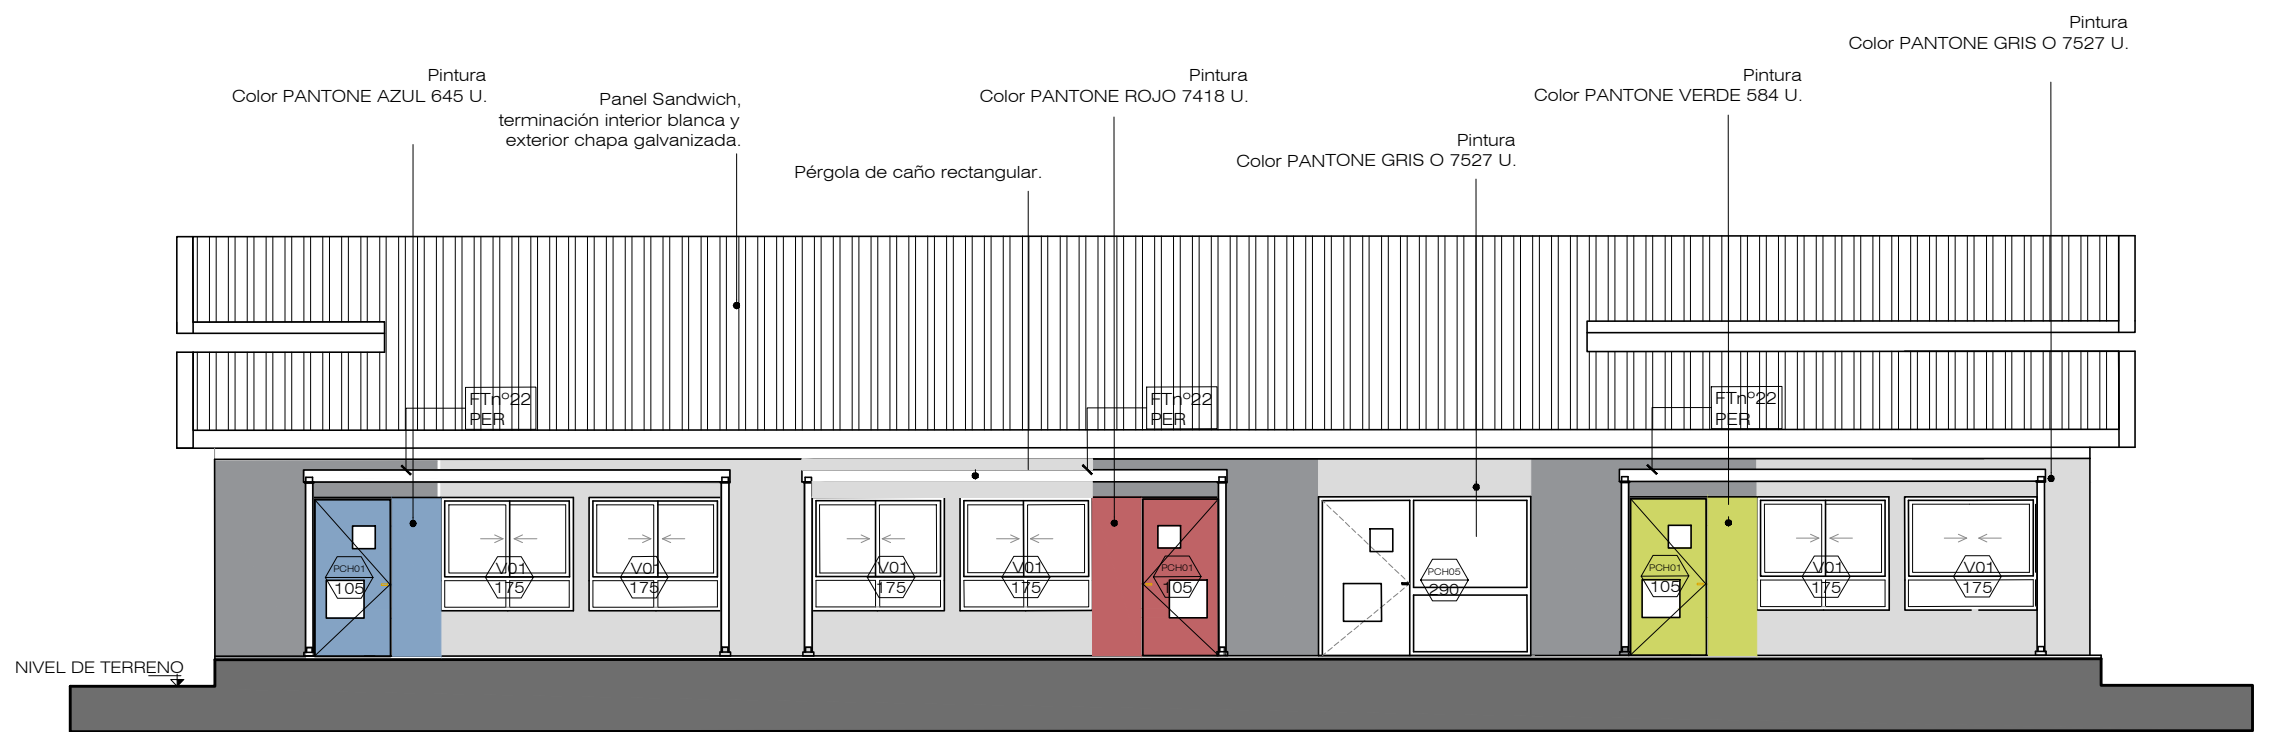 Pintura
Color PANTONE GRIS O 7527 U.
Pintura
Color PANTONE AZUL 645 U.
Panel Sandwich,
terminación interior blanca y
exterior chapa galvanizada.
Pérgola de caño rectangular.
Pintura
Color PANTONE ROJO 7418 U.
Pintura
Color PANTONE GRIS O 7527 U.
Pintura
Color PANTONE VERDE 584 U.
FTnº22
PER
FTnº22
PER
FTnº22
PER
PCH01
105
V01
175
V01
175
V01
175
V01
175
PCH01
105
PCH05
290
PCH01
105
V01
175
V01
175
NIVEL DE TERRENO